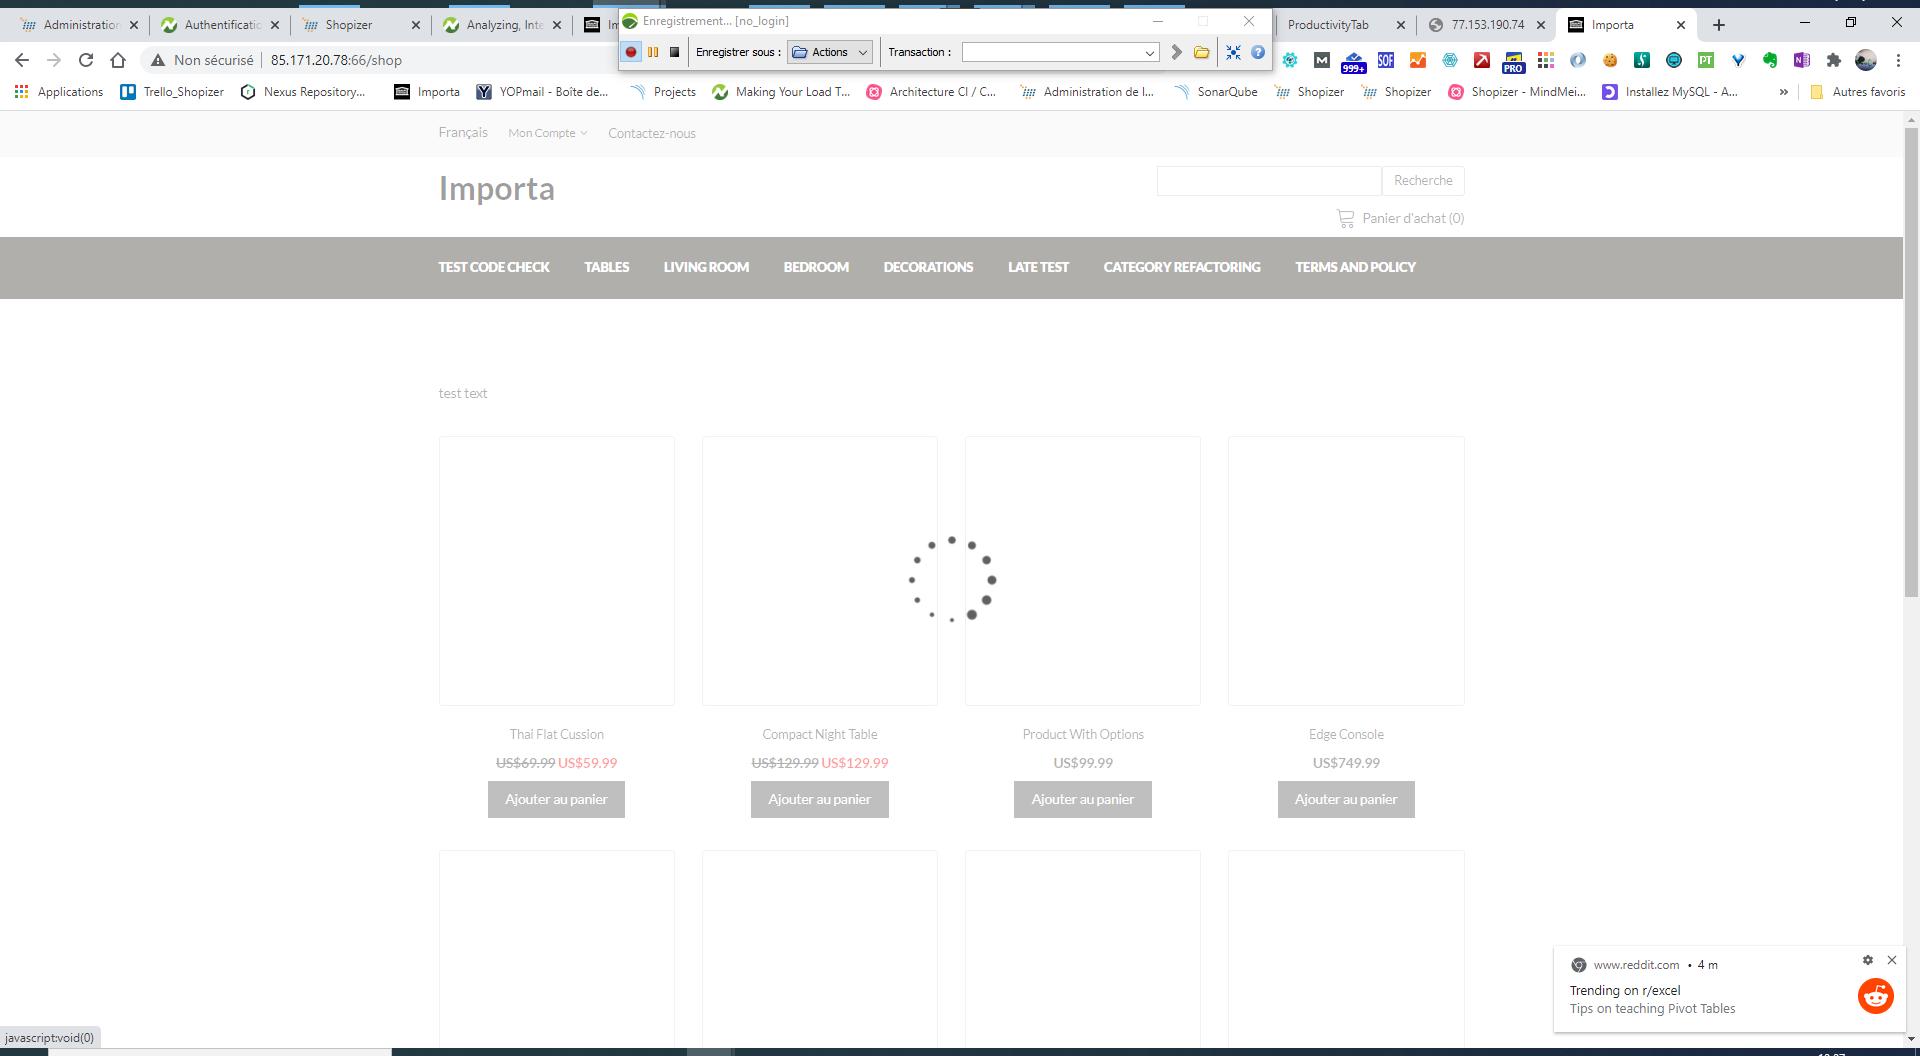 Enregistrement... [no_login]
Administration
Authentificatio
Shopizer
Analyzing, Inte
ProductivityTab
77.153.190.74
Importa
Enregistrer sous :
Actions
Transaction :
Non sécurisé
85.171.20.78:66/shop
999+
SOF
PRO
PT
Applications
Trello_Shopizer
Nexus Repository...
Importa
YOPmail - Boîte de...
Projects
Making Your Load T...
Architecture CI / C...
Administration de l...
SonarQube
Shopizer
Shopizer
Shopizer - MindMei...
Installez MySQL - A...
»
Autres favoris
Français
Mon Compte
Contactez-nous
Importa
Recherche
Panier d'achat (0)
TEST CODE CHECK
TABLES
LIVING ROOM
BEDROOM
DECORATIONS
LATE TEST
CATEGORY REFACTORING
TERMS AND POLICY
test text
Thai Flat Cussion
Compact Night Table
Product With Options
Edge Console
US$69.99 US$59.99
US$129.99 US$129.99
US$99.99
US$749.99
Ajouter au panier
Ajouter au panier
Ajouter au panier
Ajouter au panier
www.reddit.com • 4 m
Trending on r/excel
Tips on teaching Pivot Tables
javascript:void(0)